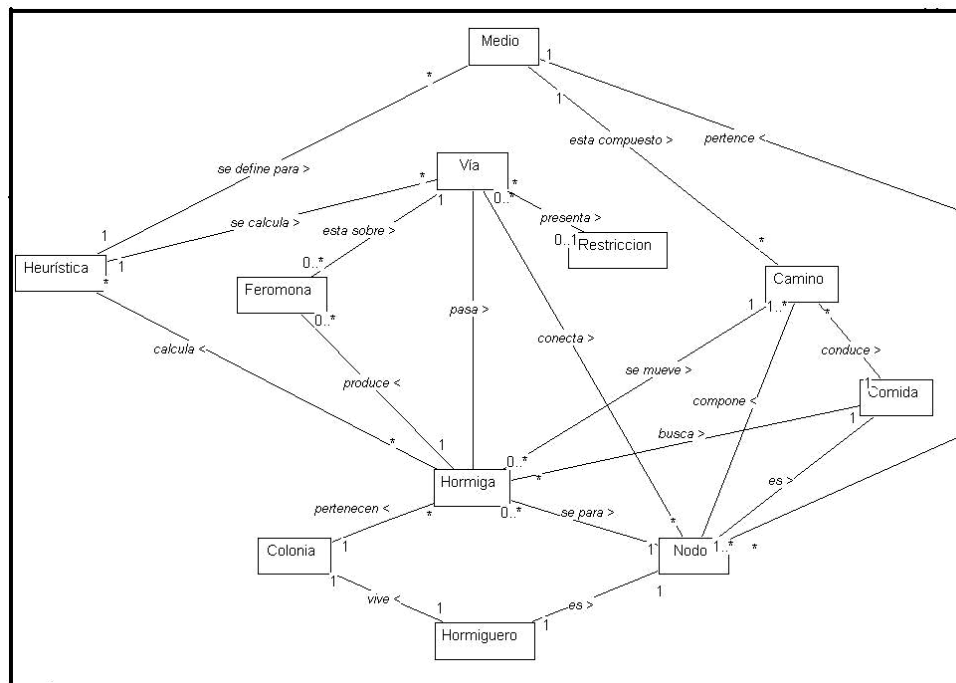 Medio
1
*
1
esta compuesto >
pertence <
Vía
se define para >
*
1
*
0..*
se calcula >
esta sobre >
presenta >
1
0..1
Restriccion
*
Heurística
1
*
0..*
Camino
Feromona
0..*
pasa >
1
1..*
*
conecta >
calcula <
conduce >
se mueve >
produce <
1
Comida
compone <
1
busca >
*
1
0..*
Hormiga
*
es >
pertenecen <
*
0..*
se para >
*
Colonia
1
1
Nodo
1..*
*
1
vive <
1
es >
1
1
Hormiguero